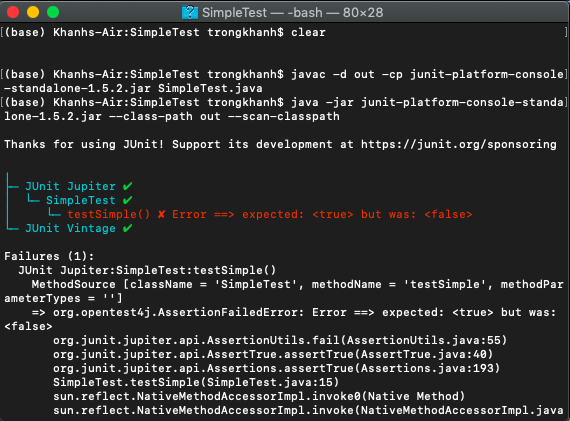 SimpleTest — -bash — 80×28
[(base) Khanhs-Air:SimpleTest trongkhanh$ clear ]
[(base) Khanhs-Air:SimpleTest trongkhanh$ javac -d out -cp junit-platform-console]
-standalone-1.5.2.jar SimpleTest.java
[(base) Khanhs-Air:SimpleTest trongkhanh$ java -jar junit-platform-console-standa]
lone-1.5.2.jar --class-path out --scan-classpath
Thanks for using JUnit! Support its development at https://junit.org/sponsoring
╷
├─ JUnit Jupiter ✔
│  └─ SimpleTest ✔
│     └─ testSimple() ✘ Error ==> expected: <true> but was: <false>
└─ JUnit Vintage ✔
Failures (1):
JUnit Jupiter:SimpleTest:testSimple()
MethodSource [className = 'SimpleTest', methodName = 'testSimple', methodPar
ameterTypes = '']
=> org.opentest4j.AssertionFailedError: Error ==> expected: <true> but was:
<false>
org.junit.jupiter.api.AssertionUtils.fail(AssertionUtils.java:55)
org.junit.jupiter.api.AssertTrue.assertTrue(AssertTrue.java:40)
org.junit.jupiter.api.Assertions.assertTrue(Assertions.java:193)
SimpleTest.testSimple(SimpleTest.java:15)
sun.reflect.NativeMethodAccessorImpl.invoke0(Native Method)
sun.reflect.NativeMethodAccessorImpl.invoke(NativeMethodAccessorImpl.java